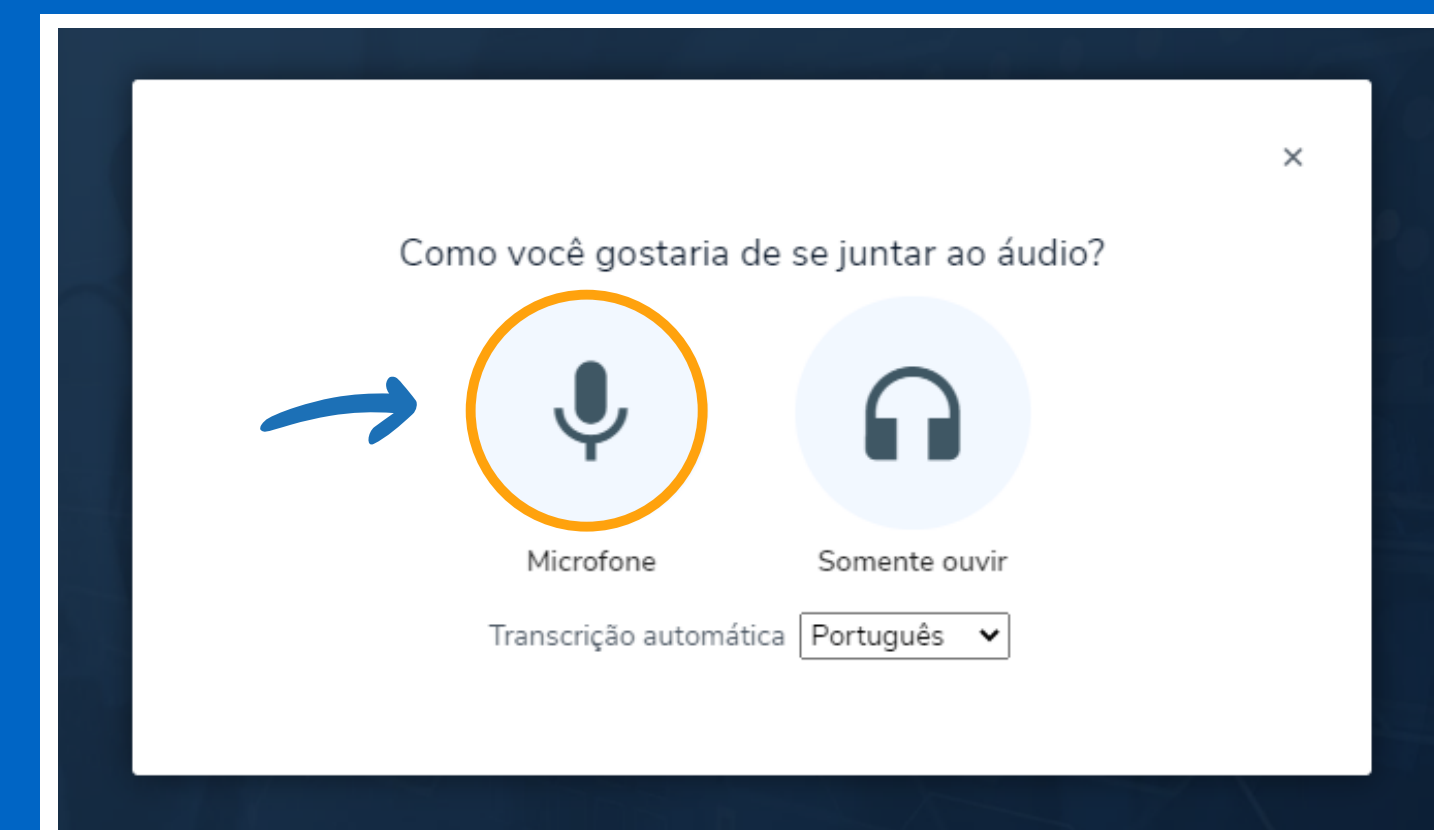 Como você gostaria de se juntar ao áudio?
Microfone
Somente ouvir
Transcrição automática Português